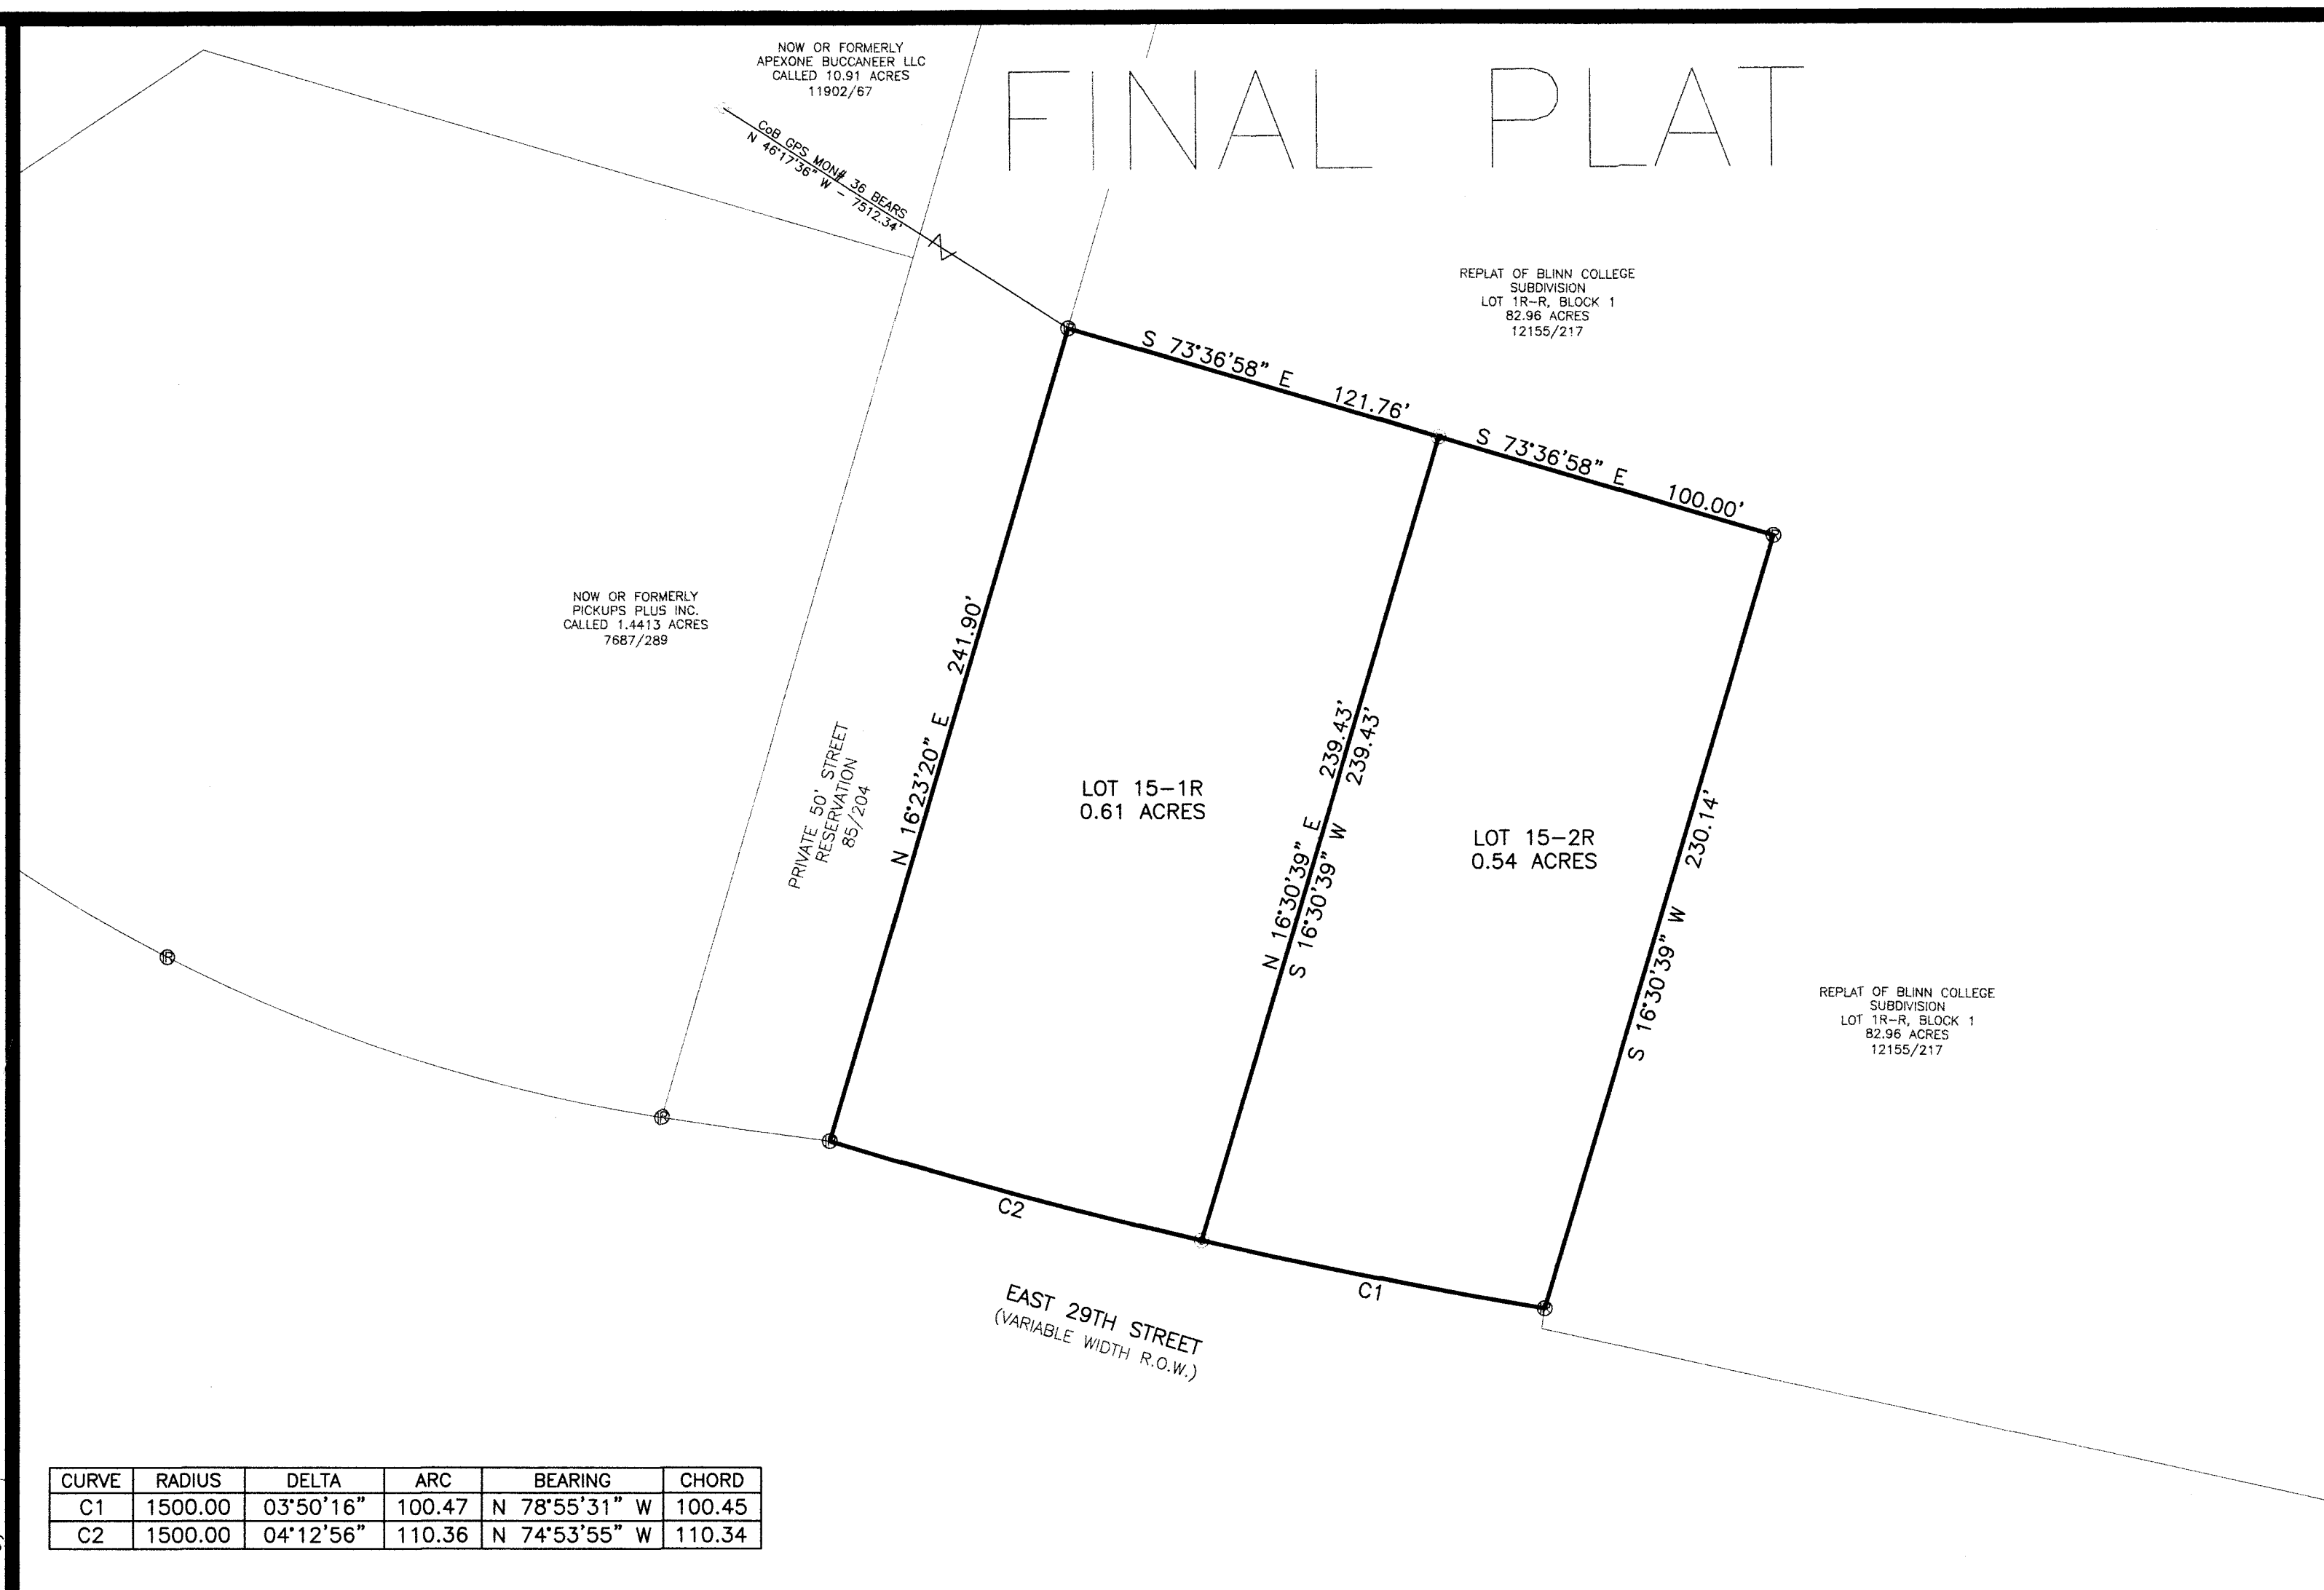 FINAL PLAT
NOW OR FORMERLY
APEXONE BUCCANEER LLC
CALLED 10.91 ACRES
11902/67
CoB GPS MON# 36 BEARS
N 46°17'36" W - 7512.34'
REPLAT OF BLINN COLLEGE
SUBDIVISION
LOT 1R-R, BLOCK 1
82.96 ACRES
12155/217
S 73°36'58" E 121.76'
S 73°36'58" E 100.00'
NOW OR FORMERLY
PICKUPS PLUS INC.
CALLED 1.4413 ACRES
7687/289
PRIVATE 50' STREET
RESERVATION
85/204
N 16°23'20" E 241.90'
LOT 15-1R
0.61 ACRES
N 16°30'39" E 239.43'
S 16°30'39" W 239.43'
LOT 15-2R
0.54 ACRES
S 16°30'39" W 230.14'
REPLAT OF BLINN COLLEGE
SUBDIVISION
LOT 1R-R, BLOCK 1
82.96 ACRES
12155/217
C2
C1
EAST 29TH STREET
(VARIABLE WIDTH R.O.W.)
CURVE RADIUS DELTA ARC BEARING CHORD
C1 1500.00 03°50'16" 100.47 N 78°55'31" W 100.45
C2 1500.00 04°12'56" 110.36 N 74°53'55" W 110.34